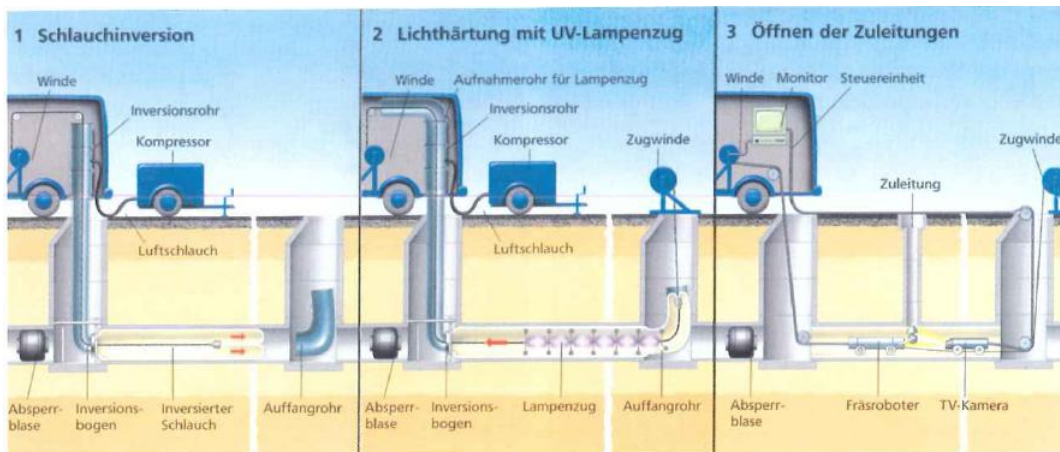 1 Schlauchinversion
Winde
Inversionsrohr
Kompressor
Luftschlauch
Absperr-
blase
Inversions-
bogen
Inversierter
Schlauch
Auffangrohr
2 Lichthärtung mit UV-Lampenzug
Winde
Aufnahmerohr für Lampenzug
Inversionsrohr
Kompressor
Zugwinde
Luftschlauch
Absperr-
blase
Inversions-
bogen
Lampenzug
Auffangrohr
3 Öffnen der Zuleitungen
Winde
Monitor
Steuereinheit
Zugwinde
Zuleitung
Absperr-
blase
Fräsroboter
TV-Kamera